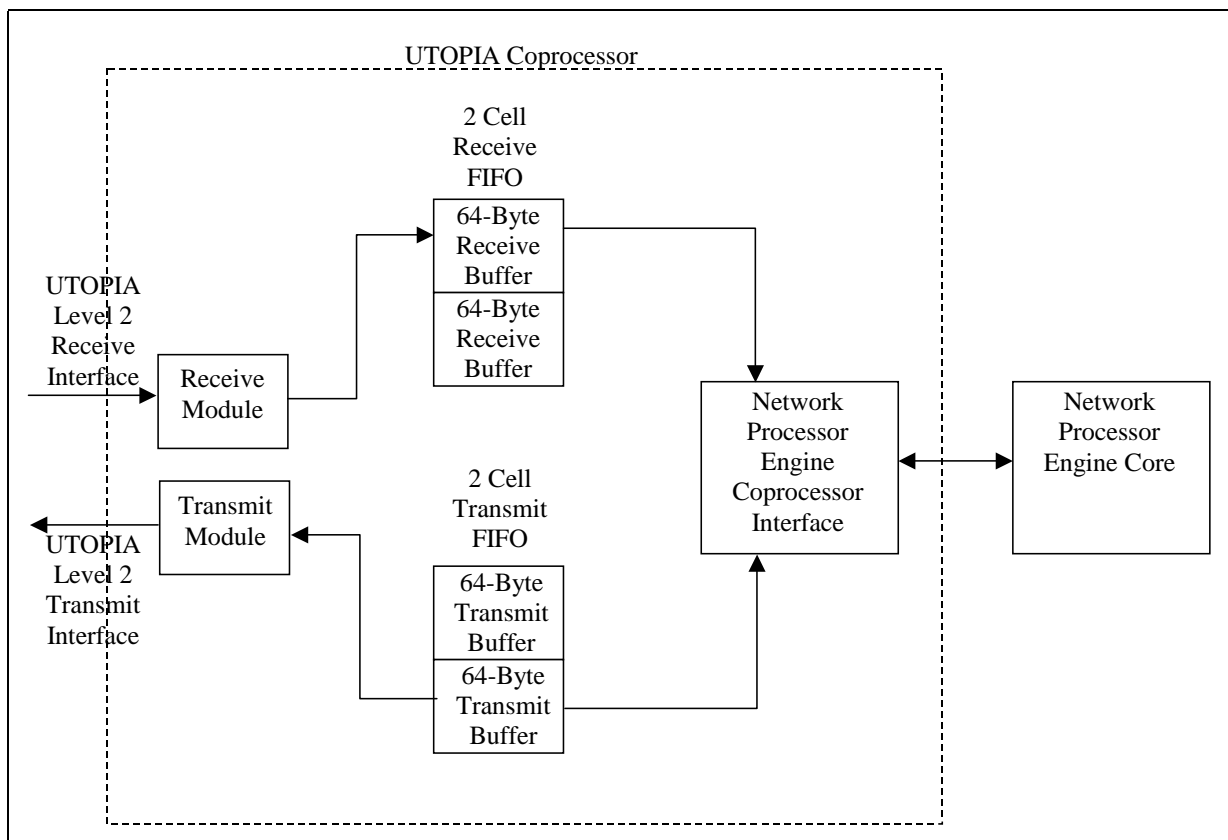 UTOPIA Coprocessor
2 Cell
Receive
FIFO
64-Byte
Receive
Buffer
64-Byte
Receive
Buffer
UTOPIA
Level 2
Receive
Interface
Receive
Module
Network
Processor
Engine
Coprocessor
Interface
Network
Processor
Engine Core
2 Cell
Transmit
FIFO
Transmit
Module
UTOPIA
Level 2
Transmit
Interface
64-Byte
Transmit
Buffer
64-Byte
Transmit
Buffer